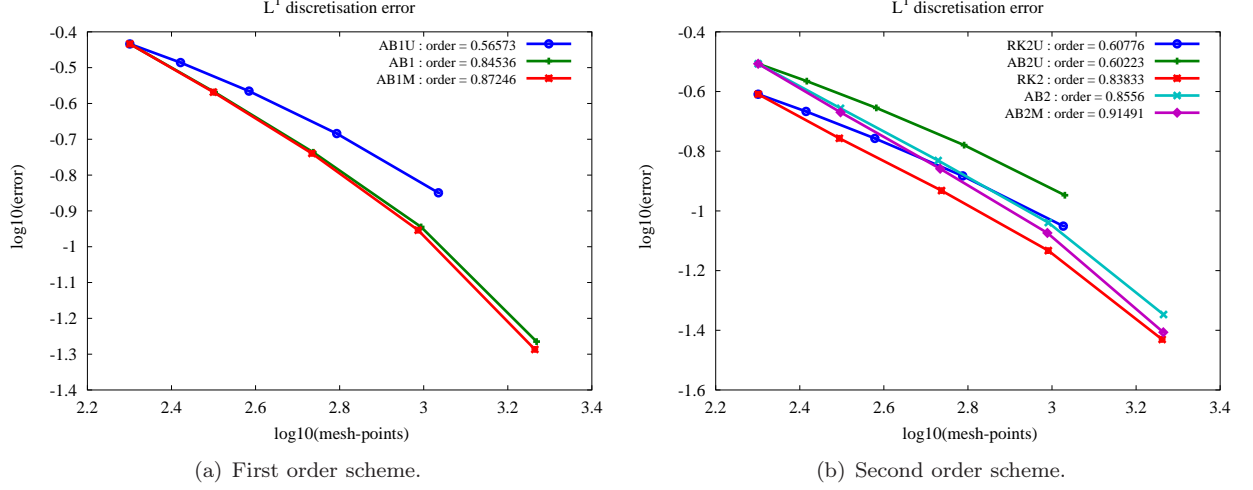 L1 discretisation error
-0.4
-0.5
-0.6
-0.7
-0.8
-0.9
-1
-1.1
-1.2
-1.3
-1.4
log10(error)
AB1U : order = 0.56573
AB1 : order = 0.84536
AB1M : order = 0.87246
2.2 2.4 2.6 2.8 3 3.2 3.4
log10(mesh-points)
(a) First order scheme.
L1 discretisation error
-0.4
-0.6
-0.8
-1
-1.2
-1.4
-1.6
log10(error)
RK2U : order = 0.60776
AB2U : order = 0.60223
RK2 : order = 0.83833
AB2 : order = 0.8556
AB2M : order = 0.91491
2.2 2.4 2.6 2.8 3 3.2 3.4
log10(mesh-points)
(b) Second order scheme.